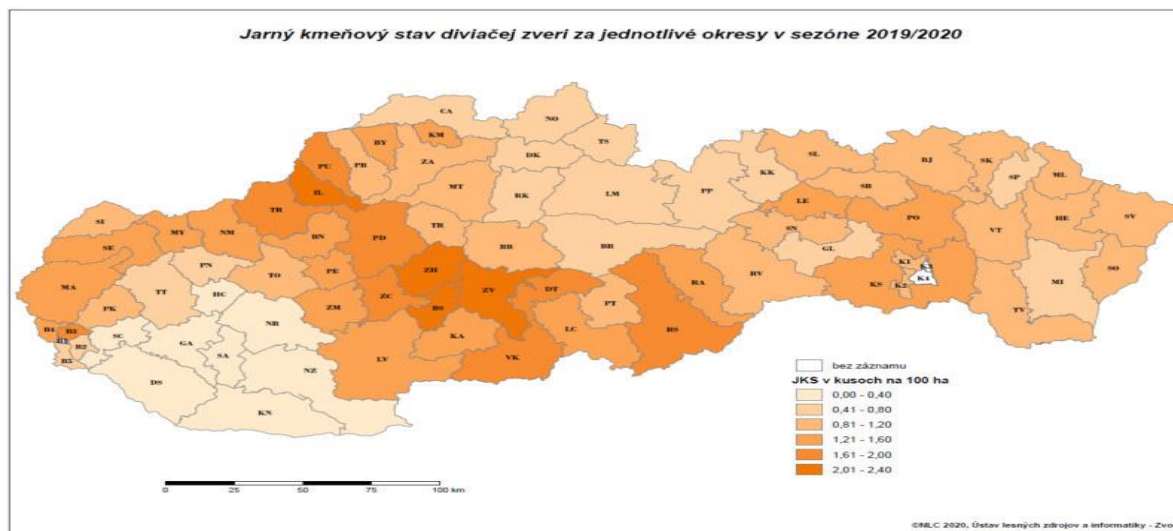 Jarný kmeňový stav diviačej zveri za jednotlivé okresy v sezóne 2019/2020
CA
NO
TS
KM
BY
PU
PB
ZA
DK
KK
SL
BJ
SK
SP
ML
IL
MT
RK
LM
PP
SB
LE
TR
TR
PO
HE
SV
SI
MY
NM
BN
PD
BB
BR
SN
GL
VT
SE
PN
TO
PE
ZH
ZV
DT
RV
K1
K3
K4
K2
KS
SO
MI
MA
TT
HC
ZM
ZC
BS
PT
RA
TV
PK
NR
KA
LC
RS
B4
B3
B1
B2
B5
SC
GA
SA
LV
VK
NZ
DS
KN
bez záznamu
JKS v kusoch na 100 ha
0,00 - 0,40
0,41 - 0,80
0,81 - 1,20
1,21 - 1,60
1,61 - 2,00
2,01 - 2,40
0 25 50 75 100 km
©NLC 2020, Ústav lesných zdrojov a informatiky - Zvo